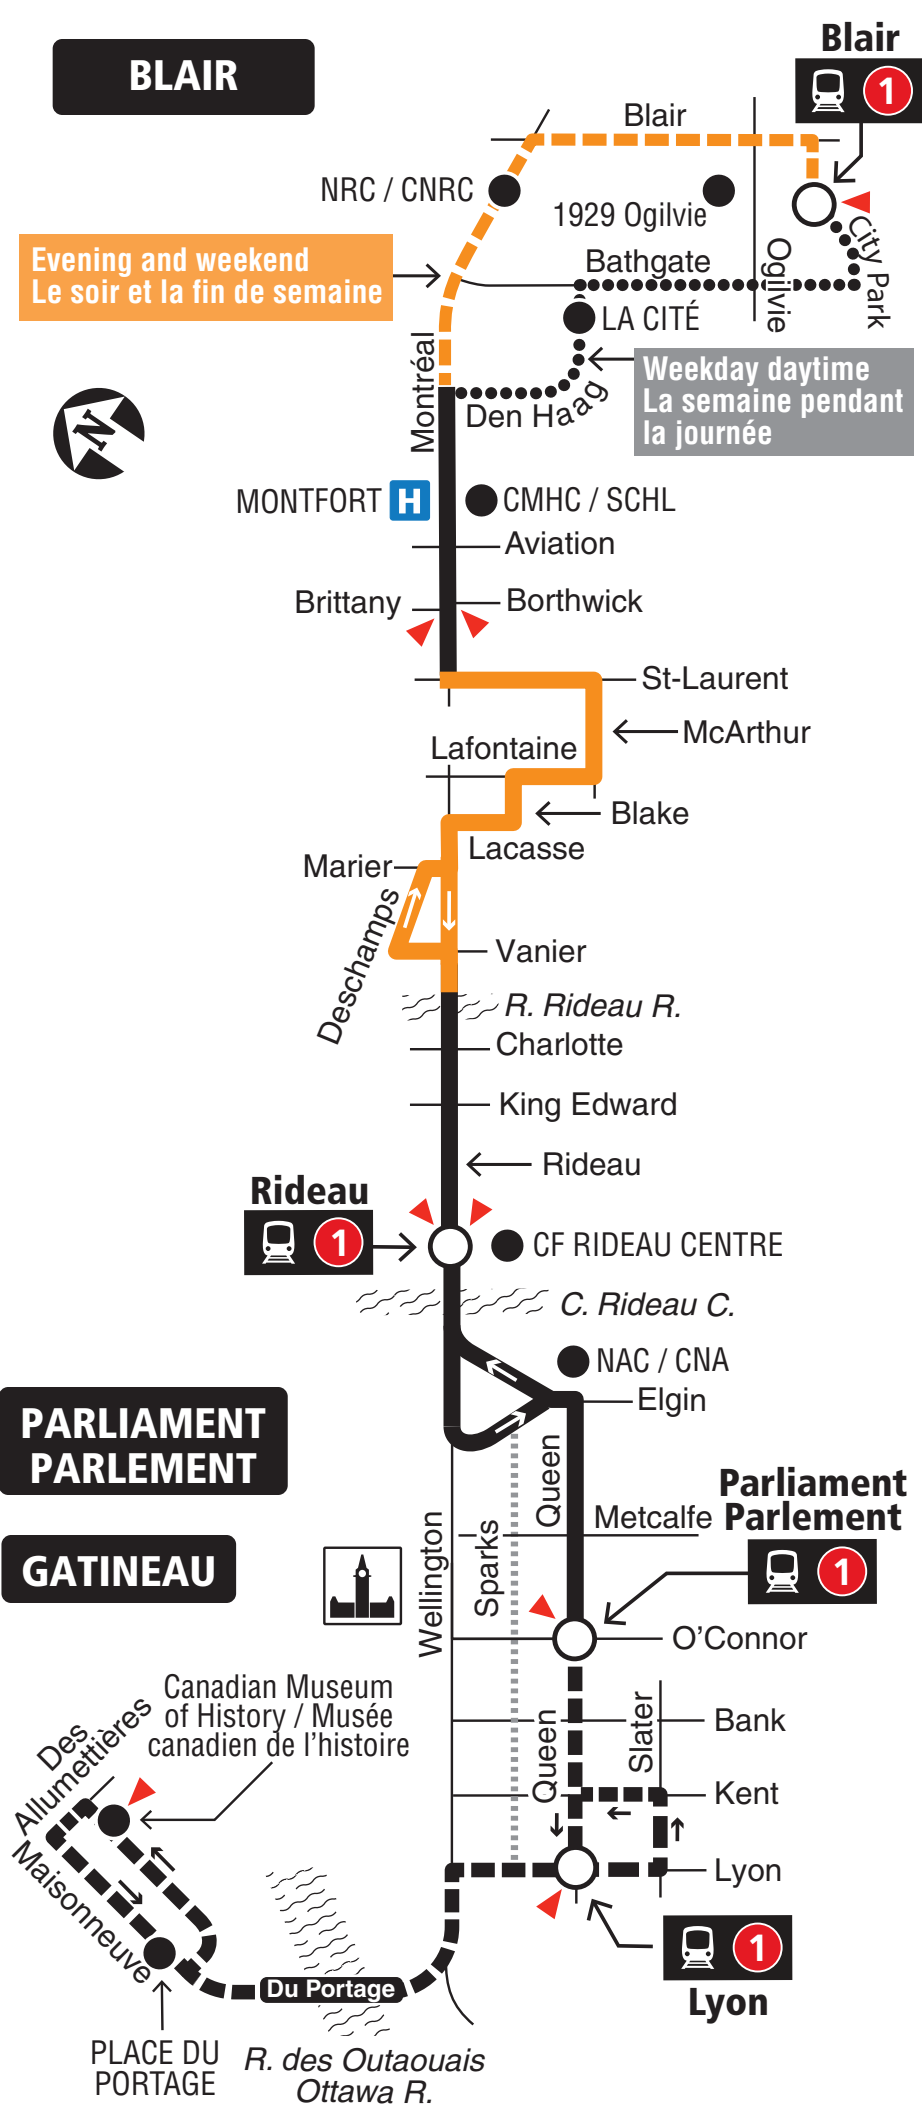 BLAIR
Blair
1
Blair
NRC / CNRC
1929 Ogilvie
City Park
Evening and weekend
Le soir et la fin de semaine
Bathgate
Ogilvie
LA CITÉ
Montréal
Weekday daytime
La semaine pendant
la journée
Den Haag
N
MONTFORT H
CMHC / SCHL
Aviation
Brittany
Borthwick
St-Laurent
McArthur
Lafontaine
Blake
Lacasse
Marier
Deschamps
Vanier
R. Rideau R.
Charlotte
King Edward
Rideau
Rideau
1
CF RIDEAU CENTRE
C. Rideau C.
NAC / CNA
Elgin
PARLIAMENT
PARLEMENT
Queen
Parliament
Parlement
1
Metcalfe
GATINEAU
Wellington
Sparks
O'Connor
Canadian Museum
of History / Musée
canadien de l'histoire
Des
Allumettières
Queen
Slater
Bank
Kent
Lyon
Maisonneuve
Du Portage
1
Lyon
PLACE DU
PORTAGE
R. des Outaouais
Ottawa R.